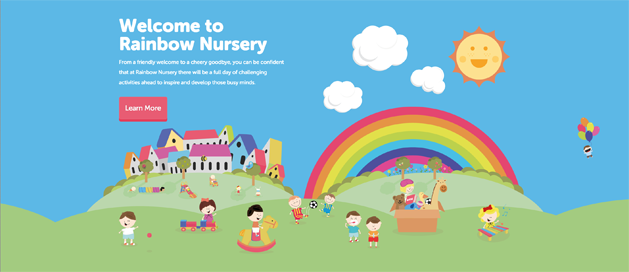 Welcome to
Rainbow Nursery
From a friendly welcome to a cheery goodbye, you can be confident
that at Rainbow Nursery there will be a full day of challenging
activities ahead to inspire and develop those busy minds.
Learn More